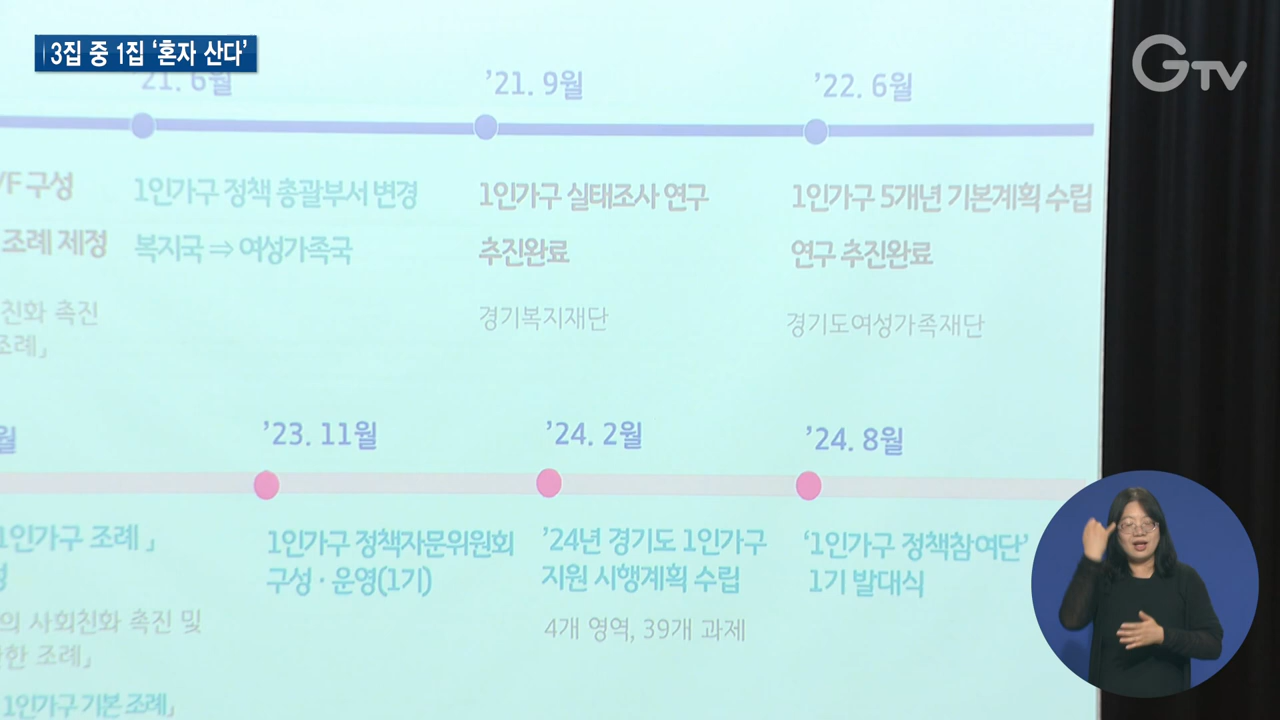 3집 중 1집 ‘혼자 산다’
GTV
'21. 6월
'21. 9월
'22. 6월
/F 구성
1인가구 정책 총괄부서 변경
1인가구 실태조사 연구
1인가구 5개년 기본계획 수립
조례 제정
복지국 ⇒ 여성가족국
추진완료
연구 추진완료
친화 촉진
경기복지재단
경기도여성가족재단
조례」
월
'23. 11월
'24. 2월
'24. 8월
1인가구 조례」
1인가구 정책자문위원회
'24년 경기도 1인가구
‘1인가구 정책참여단’
구성·운영(1기)
지원 시행계획 수립
1기 발대식
의 사회친화 촉진 및
4개 영역, 39개 과제
한 조례」
1인가구 기본 조례」